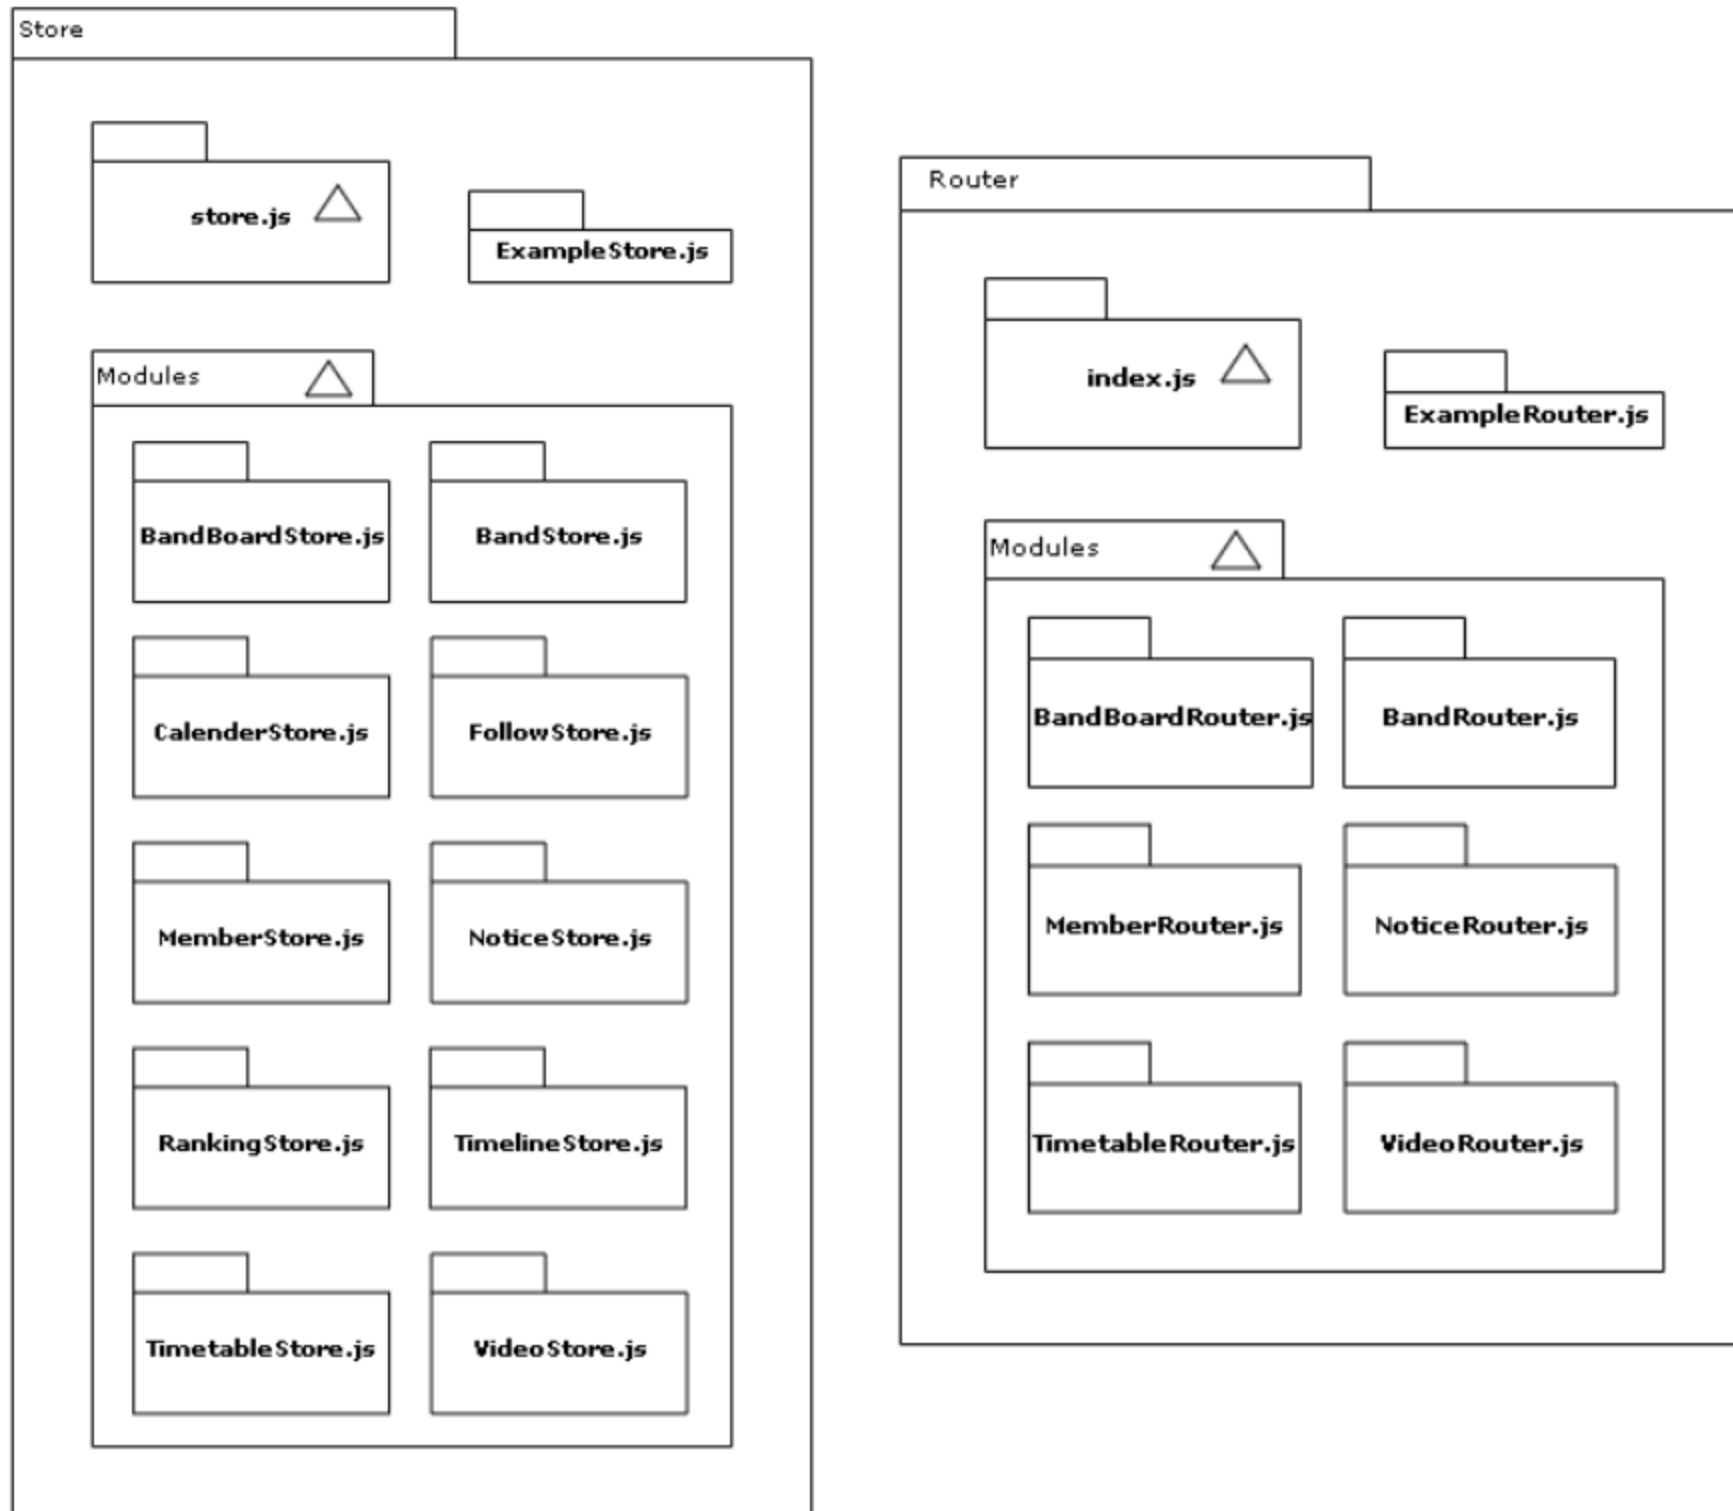 Store
store.js
ExampleStore.js
Modules
BandBoardStore.js
BandStore.js
CalenderStore.js
FollowStore.js
MemberStore.js
NoticeStore.js
RankingStore.js
TimelineStore.js
TimetableStore.js
VideoStore.js
Router
index.js
ExampleRouter.js
Modules
BandBoardRouter.js
BandRouter.js
MemberRouter.js
NoticeRouter.js
TimetableRouter.js
VideoRouter.js